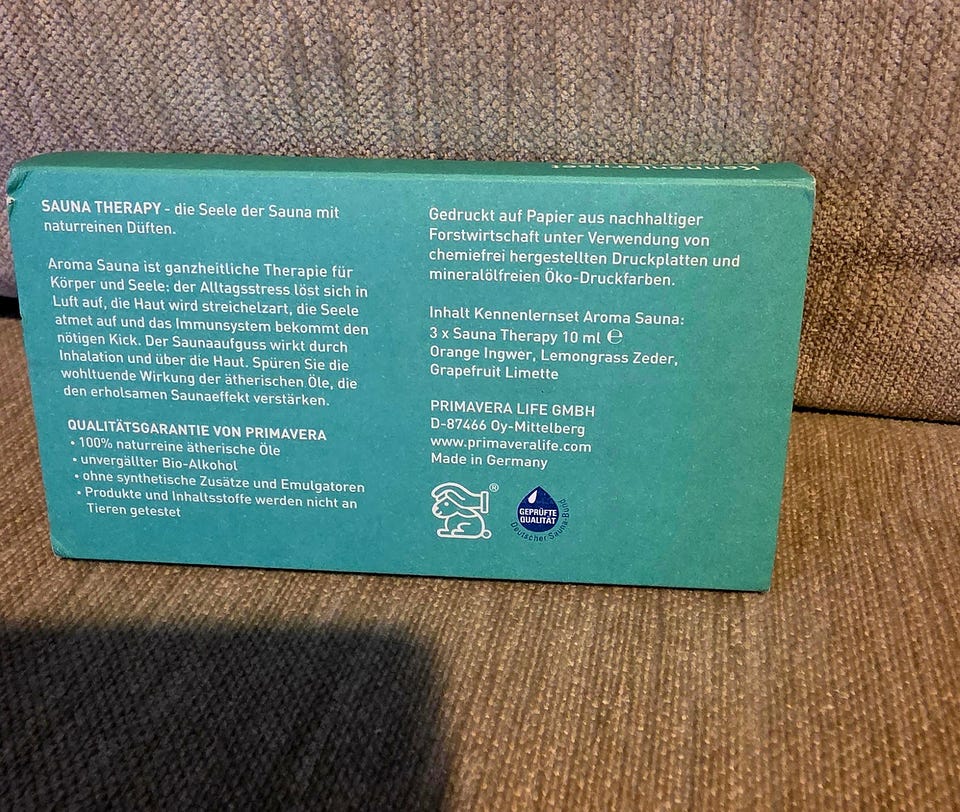 Kennenlernset
SAUNA THERAPY - die Seele der Sauna mit
naturreinen Düften.
Aroma Sauna ist ganzheitliche Therapie für
Körper und Seele: der Alltagsstress löst sich in
Luft auf, die Haut wird streichelzart, die Seele
atmet auf und das Immunsystem bekommt den
nötigen Kick. Der Saunaaufguss wirkt durch
Inhalation und über die Haut. Spüren Sie die
wohltuende Wirkung der ätherischen Öle, die
den erholsamen Saunaeffekt verstärken.
QUALITÄTSGARANTIE VON PRIMAVERA
• 100% naturreine ätherische Öle
• unvergällter Bio-Alkohol
• ohne synthetische Zusätze und Emulgatoren
• Produkte und Inhaltsstoffe werden nicht an
Tieren getestet
Gedruckt auf Papier aus nachhaltiger
Forstwirtschaft unter Verwendung von
chemiefrei hergestellten Druckplatten und
mineralölfreien Öko-Druckfarben.
Inhalt Kennenlernset Aroma Sauna:
3 x Sauna Therapy 10 ml ℮
Orange Ingwer, Lemongrass Zeder,
Grapefruit Limette
PRIMAVERA LIFE GMBH
D-87466 Oy-Mittelberg
www.primaveralife.com
Made in Germany
®
GEPRÜFTE
QUALITÄT
Deutscher Sauna-Bund